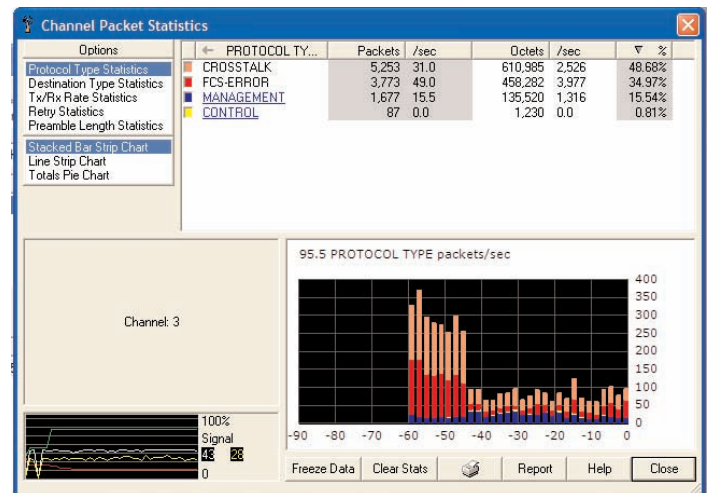 Channel Packet Statistics
Options
Protocol Type Statistics
Destination Type Statistics
Tx/Rx Rate Statistics
Retry Statistics
Preamble Length Statistics
Stacked Bar Strip Chart
Line Strip Chart
Totals Pie Chart
← PROTOCOL TY... Packets /sec Octets /sec ∇ %
CROSSTALK 5,253 31.0 610,985 2,526 48.68%
FCS-ERROR 3,773 49.0 458,282 3,977 34.97%
MANAGEMENT 1,677 15.5 135,520 1,316 15.54%
CONTROL 87 0.0 1,230 0.0 0.81%
Channel: 3
95.5 PROTOCOL TYPE packets/sec
400
350
300
250
200
150
100
50
0
-90 -80 -70 -60 -50 -40 -30 -20 -10 0
100%
Signal
43 28
0
Freeze Data Clear Stats Report Help Close